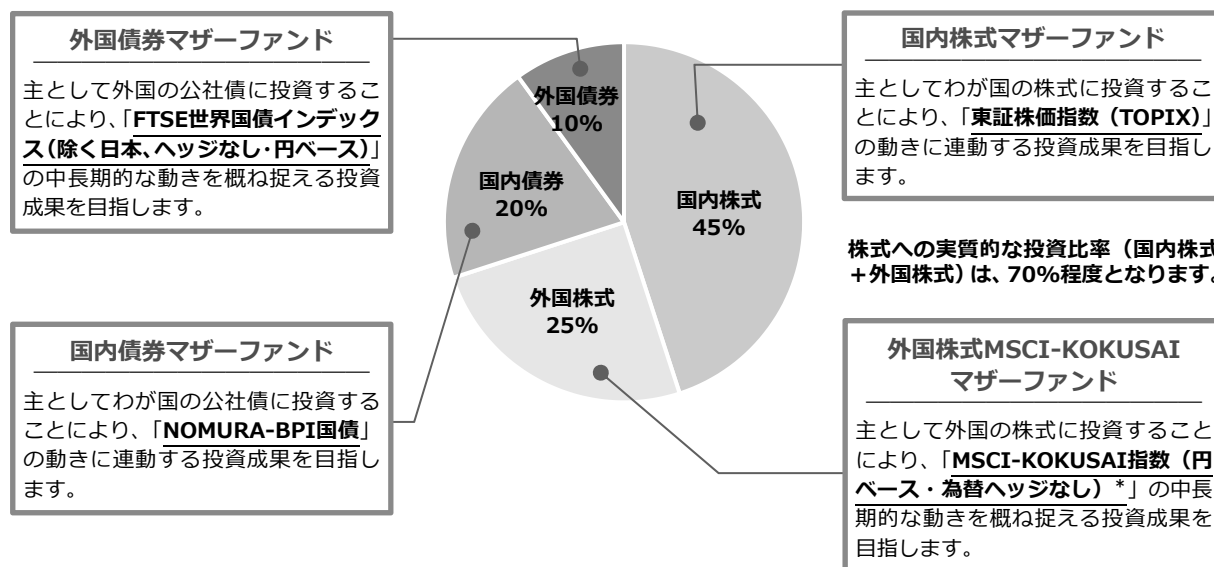 外国債券マザーファンド
主として外国の公社債に投資するこ
とにより、「FTSE世界国債インデック
ス（除く日本、ヘッジなし・円ベース）」
の中長期的な動きを概ね捉える投資
成果を目指します。
国内債券マザーファンド
主としてわが国の公社債に投資する
ことにより、「NOMURA-BPI国債」
の動きに連動する投資成果を目指し
ます。
外国債券
10%
国内債券
20%
国内株式
45%
外国株式
25%
国内株式マザーファンド
主としてわが国の株式に投資するこ
とにより、「東証株価指数（TOPIX）」
の動きに連動する投資成果を目指し
ます。
株式への実質的な投資比率（国内株式
＋外国株式）は、70%程度となります。
外国株式MSCI-KOKUSAI
マザーファンド
主として外国の株式に投資すること
により、「MSCI-KOKUSAI指数（円
ベース・為替ヘッジなし）*」の中長
期的な動きを概ね捉える投資成果を
目指します。